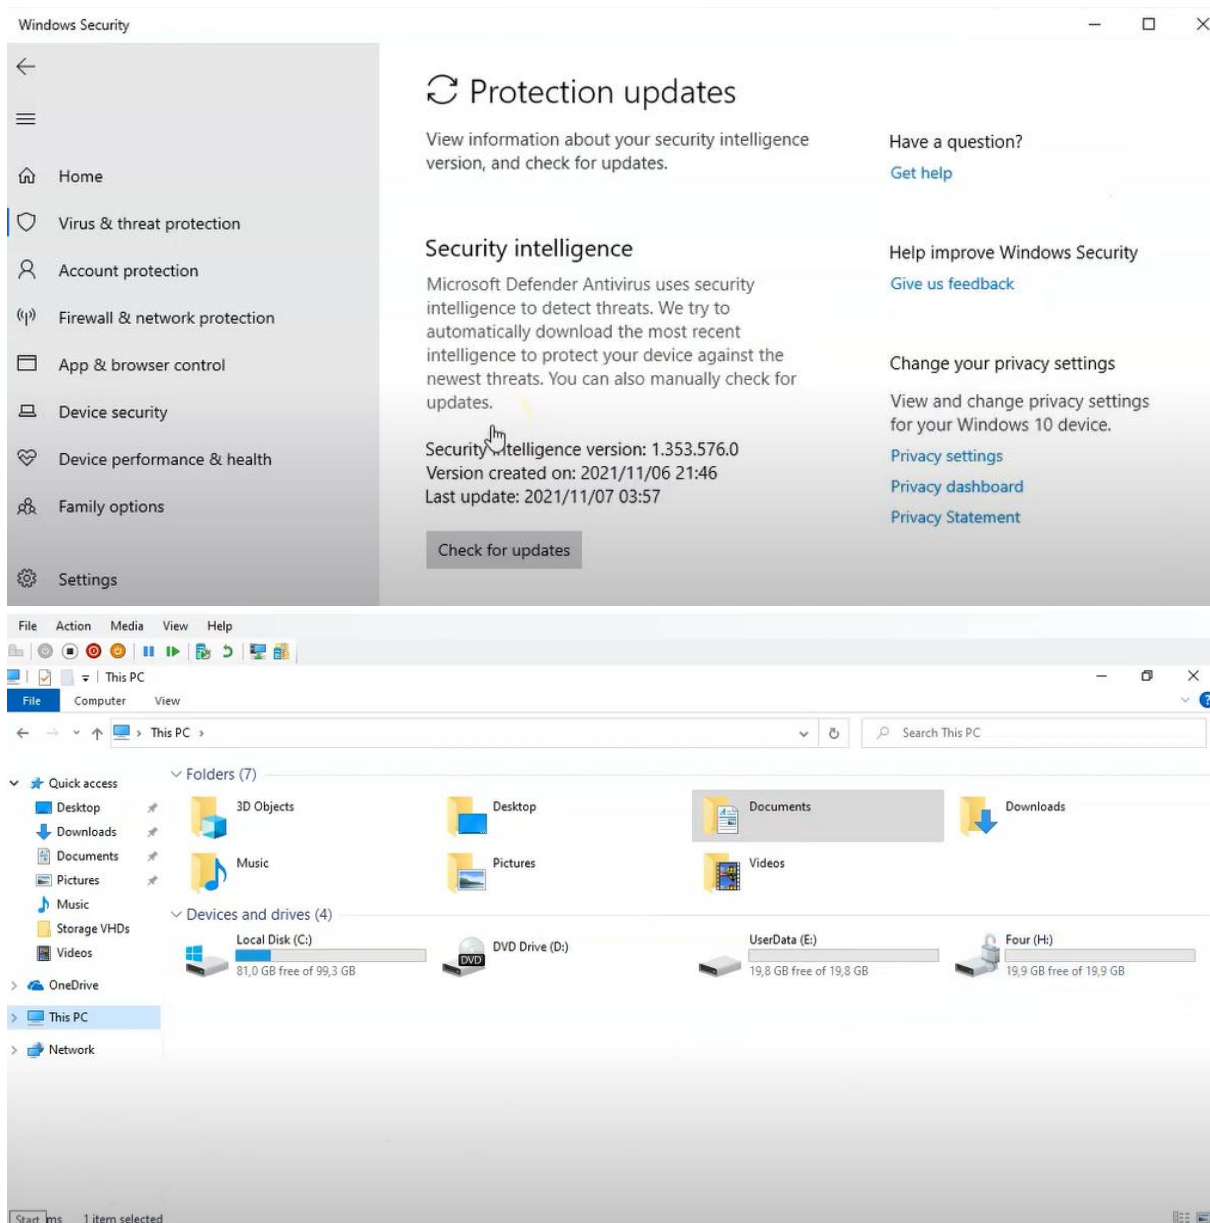 Windows Security
Protection updates
View information about your security intelligence
version, and check for updates.
Have a question?
Get help
Home
Virus & threat protection
Account protection
Firewall & network protection
App & browser control
Device security
Device performance & health
Family options
Settings
Security intelligence
Microsoft Defender Antivirus uses security
intelligence to detect threats. We try to
automatically download the most recent
intelligence to protect your device against the
newest threats. You can also manually check for
updates.
Security intelligence version: 1.353.576.0
Version created on: 2021/11/06 21:46
Last update: 2021/11/07 03:57
Check for updates
Help improve Windows Security
Give us feedback
Change your privacy settings
View and change privacy settings
for your Windows 10 device.
Privacy settings
Privacy dashboard
Privacy Statement
File Action Media View Help
This PC
File Computer View
This PC
Search This PC
Quick access
Desktop
Downloads
Documents
Pictures
Music
Storage VHDs
Videos
OneDrive
This PC
Network
Folders (7)
3D Objects
Desktop
Documents
Downloads
Music
Pictures
Videos
Devices and drives (4)
Local Disk (C:)
81,0 GB free of 99,3 GB
DVD Drive (D:)
DVD
UserData (E:)
19,8 GB free of 19,8 GB
Four (H:)
19,9 GB free of 19,9 GB
Start ms 1 item selected